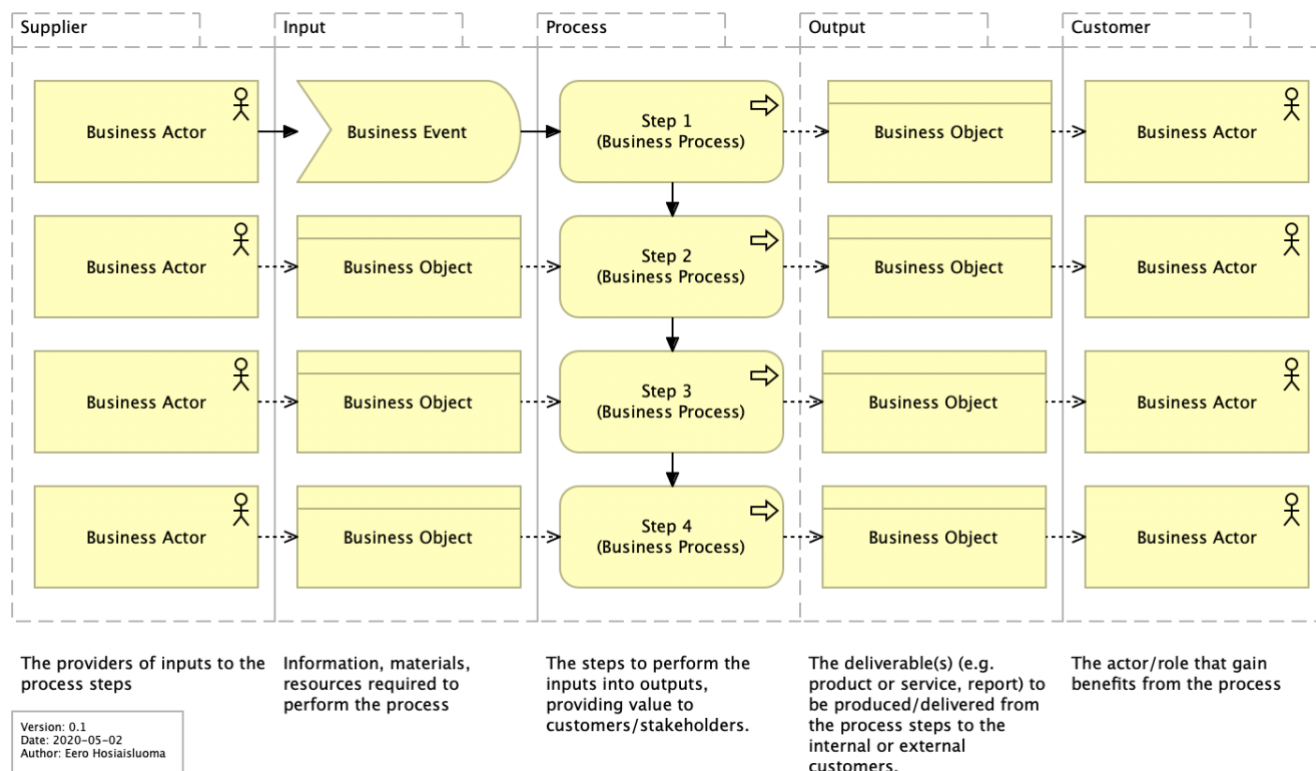 Supplier
Input
Process
Output
Customer
Business Actor
Business Event
Step 1
(Business Process)
Business Object
Business Actor
Business Actor
Business Object
Step 2
(Business Process)
Business Object
Business Actor
Business Actor
Business Object
Step 3
(Business Process)
Business Object
Business Actor
Business Actor
Business Object
Step 4
(Business Process)
Business Object
Business Actor
The providers of inputs to the
process steps
Information, materials,
resources required to
perform the process
The steps to perform the
inputs into outputs,
providing value to
customers/stakeholders.
The deliverable(s) (e.g.
product or service, report) to
be produced/delivered from
the process steps to the
internal or external
customers.
The actor/role that gain
benefits from the process
Version: 0.1
Date: 2020-05-02
Author: Eero Hosiaisluoma